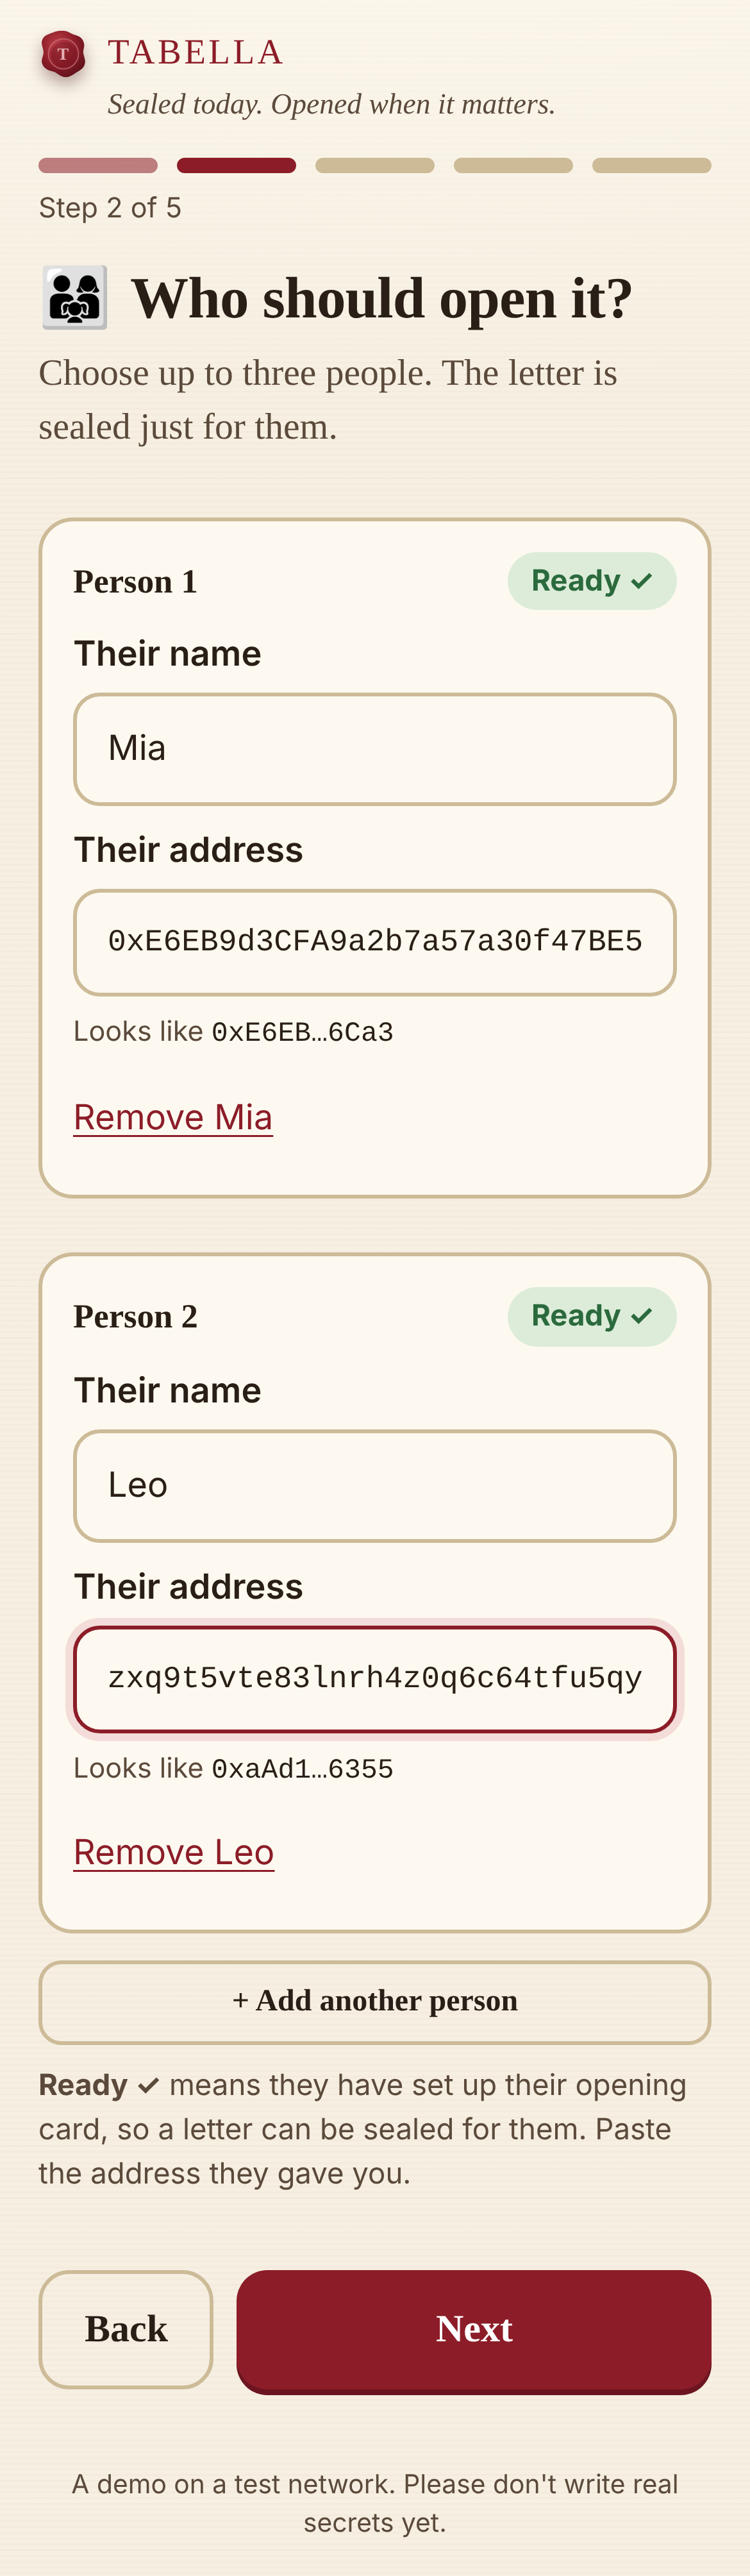 T
TABELLA
Sealed today. Opened when it matters.
Step 2 of 5
Who should open it?
Choose up to three people. The letter is
sealed just for them.
Person 1
Ready ✓
Their name
Mia
Their address
0xE6EB9d3CFA9a2b7a57a30f47BE5
Looks like 0xE6EB…6Ca3
Remove Mia
Person 2
Ready ✓
Their name
Leo
Their address
zxq9t5vte83lnrh4z0q6c64tfu5qy
Looks like 0xaAd1…6355
Remove Leo
+ Add another person
Ready ✓ means they have set up their opening
card, so a letter can be sealed for them. Paste
the address they gave you.
Back
Next
A demo on a test network. Please don't write real
secrets yet.